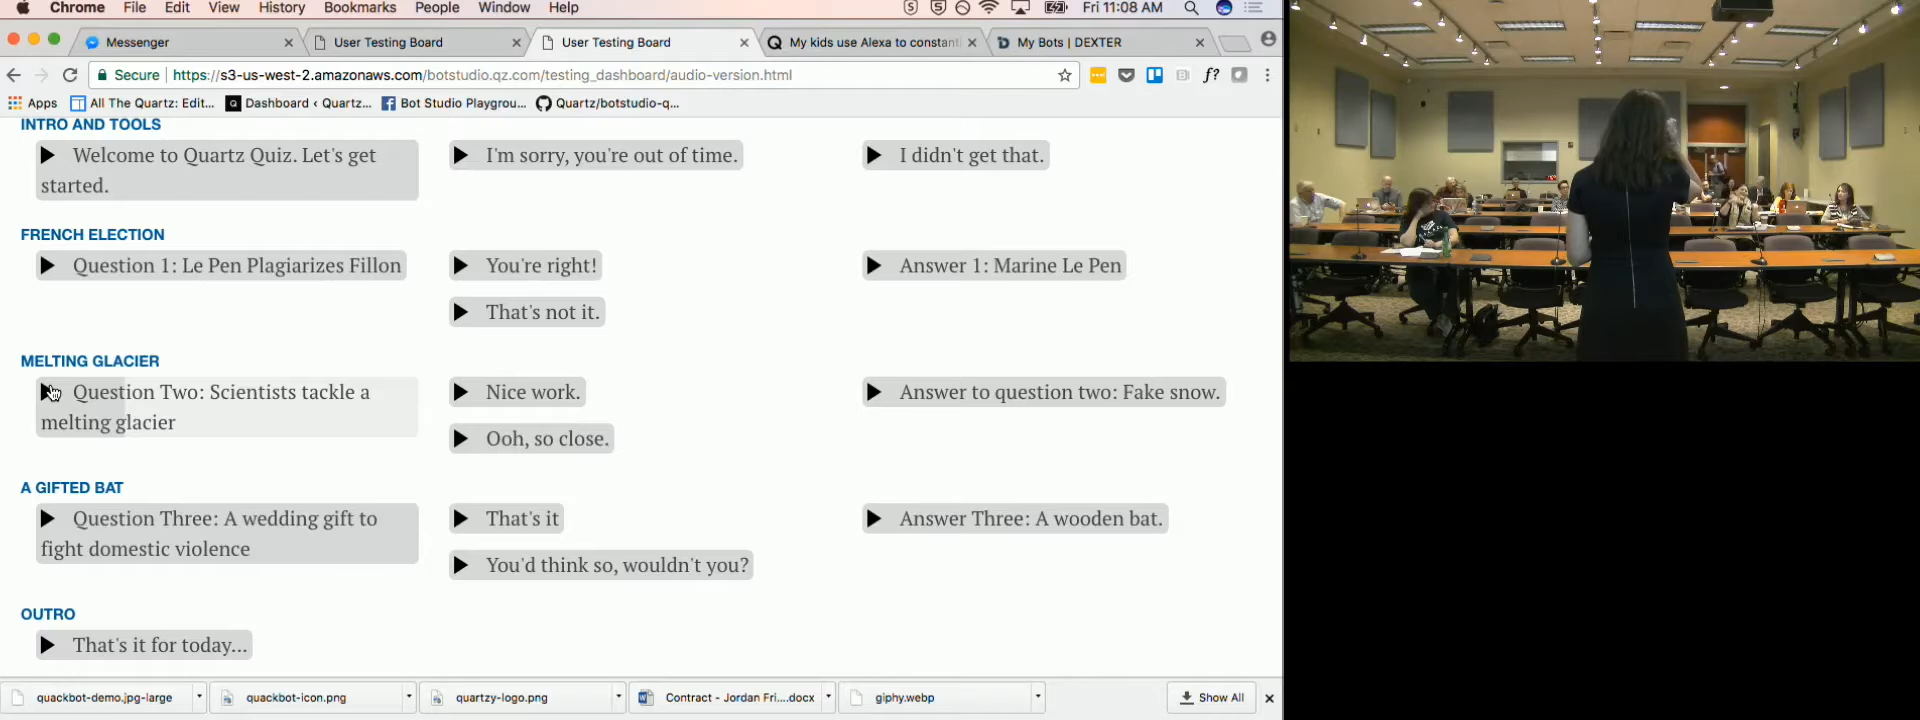 Chrome File Edit View History Bookmarks People Window Help Fri 11:08 AM
Messenger User Testing Board User Testing Board My kids use Alexa to constant My Bots | DEXTER
Secure https://s3-us-west-2.amazonaws.com/botstudio.qz.com/testing_dashboard/audio-version.html
Apps All The Quartz: Edit... Dashboard ‹ Quartz... Bot Studio Playgrou... Quartz/botstudio-q...
INTRO AND TOOLS
Welcome to Quartz Quiz. Let's get
started.
I'm sorry, you're out of time.
I didn't get that.
FRENCH ELECTION
Question 1: Le Pen Plagiarizes Fillon
You're right!
Answer 1: Marine Le Pen
That's not it.
MELTING GLACIER
Question Two: Scientists tackle a
melting glacier
Nice work.
Answer to question two: Fake snow.
Ooh, so close.
A GIFTED BAT
Question Three: A wedding gift to
fight domestic violence
That's it
Answer Three: A wooden bat.
You'd think so, wouldn't you?
OUTRO
That's it for today...
quackbot-demo.jpg-large quackbot-icon.png quartzy-logo.png Contract - Jordan Fri....docx giphy.webp Show All